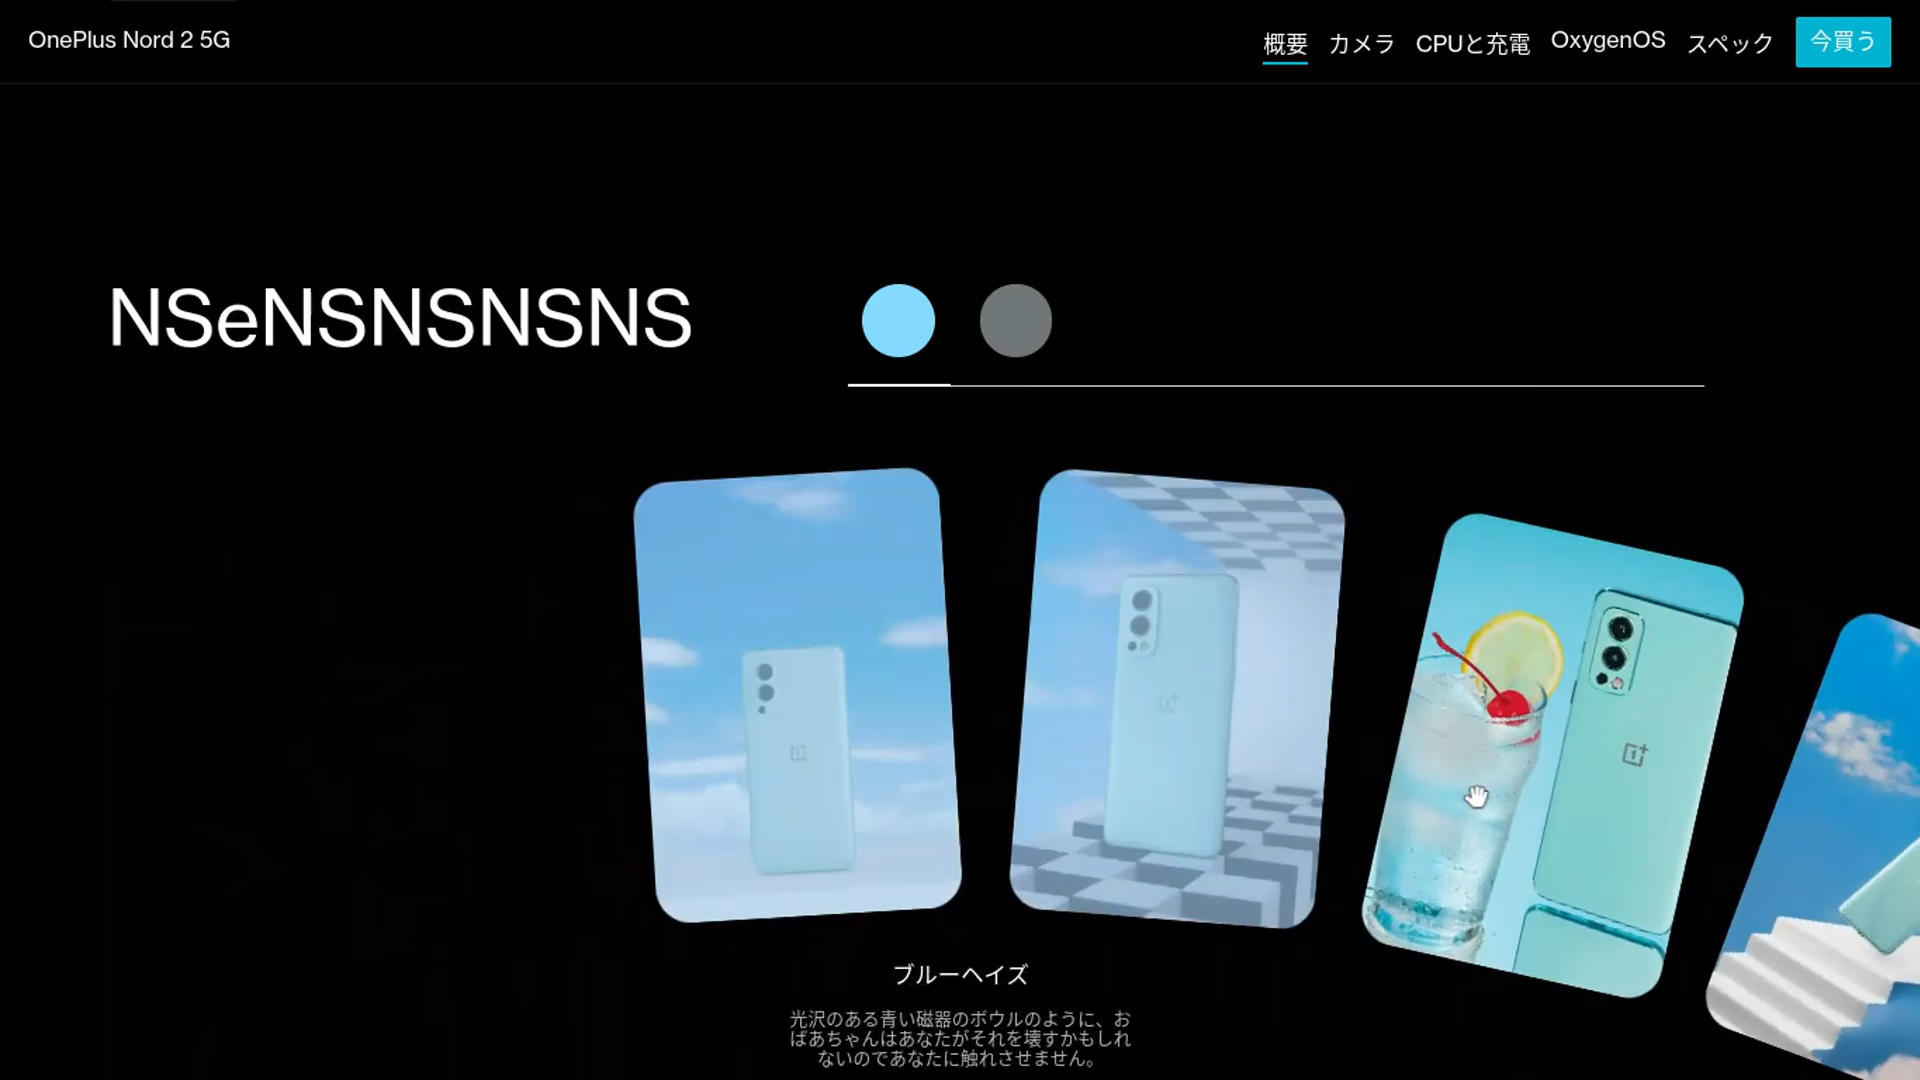 OnePlus Nord 2 5G
概要 カメラ CPUと充電 OxygenOS スペック 今買う
NSeNSNSNSNS
ブルーヘイズ
光沢のある青い磁器のボウルのように、お
ばあちゃんはあなたがそれを壊すかもしれ
ないのであなたに触れさせません。